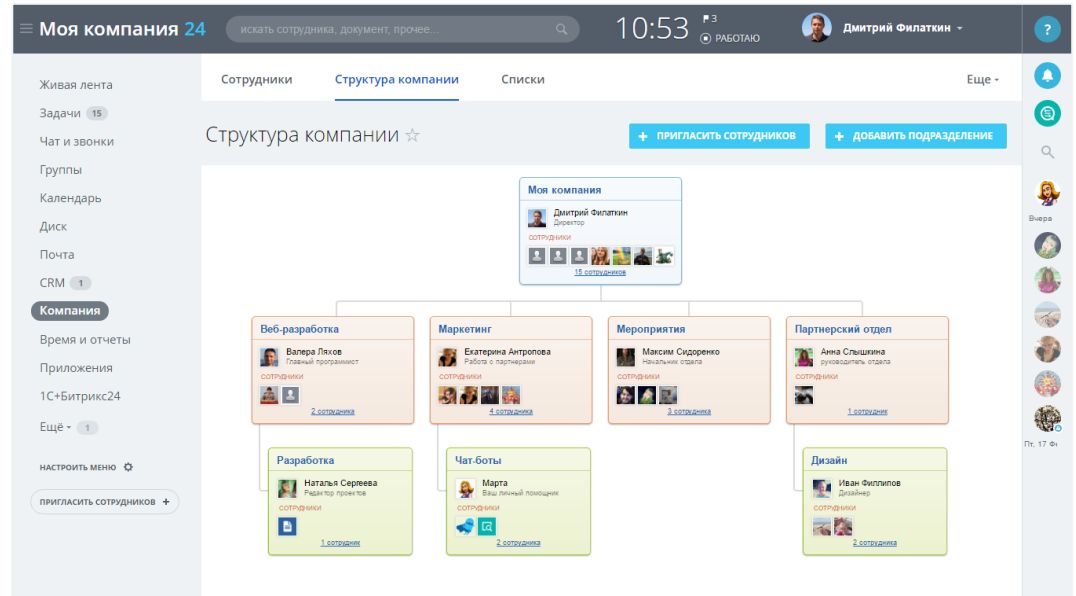 Моя компания 24
искать сотрудника, документ, прочее...
10:53
3
РАБОТАЮ
Дмитрий Филаткин
?
Живая лента
Задачи 15
Чат и звонки
Группы
Календарь
Диск
Почта
CRM 1
Компания
Время и отчеты
Приложения
1С+Битрикс24
Ещё 1
НАСТРОИТЬ МЕНЮ
ПРИГЛАСИТЬ СОТРУДНИКОВ +
Сотрудники
Структура компании
Списки
Еще
Структура компании
+ ПРИГЛАСИТЬ СОТРУДНИКОВ
+ ДОБАВИТЬ ПОДРАЗДЕЛЕНИЕ
Моя компания
Дмитрий Филаткин
Директор
СОТРУДНИКИ
15 сотрудников
Веб-разработка
Валера Ляхов
Главный программист
СОТРУДНИКИ
2 сотрудника
Маркетинг
Екатерина Антропова
Работа с партнерами
СОТРУДНИКИ
4 сотрудника
Мероприятия
Максим Сидоренко
Начальник отдела
СОТРУДНИКИ
3 сотрудника
Партнерский отдел
Анна Слышкина
руководитель отдела
СОТРУДНИКИ
1 сотрудник
Разработка
Наталья Сергеева
Редактор проектов
СОТРУДНИКИ
1 сотрудник
Чат-боты
Марта
Ваш личный помощник
СОТРУДНИКИ
2 сотрудника
Дизайн
Иван Филлипов
Дизайнер
СОТРУДНИКИ
2 сотрудника
Вчера
Пт, 17 Фе